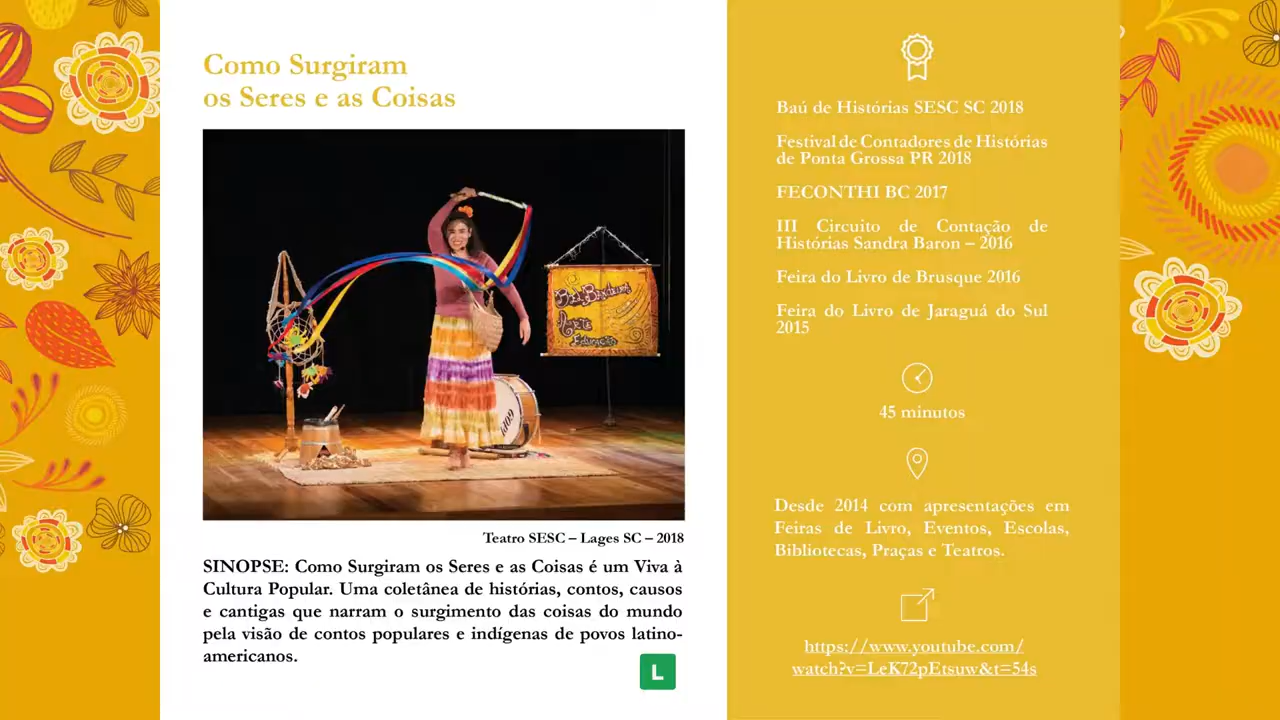 Como Surgiram
os Seres e as Coisas
Arte
Educação
GOPE
Teatro SESC – Lages SC – 2018
SINOPSE: Como Surgiram os Seres e as Coisas é um Viva à
Cultura Popular. Uma coletânea de histórias, contos, causos
e cantigas que narram o surgimento das coisas do mundo
pela visão de contos populares e indígenas de povos latino-
americanos.
L
Baú de Histórias SESC SC 2018
Festival de Contadores de Histórias
de Ponta Grossa PR 2018
FECONTHI BC 2017
III Circuito de Contação de
Histórias Sandra Baron – 2016
Feira do Livro de Brusque 2016
Feira do Livro de Jaraguá do Sul
2015
45 minutos
Desde 2014 com apresentações em
Feiras de Livro, Eventos, Escolas,
Bibliotecas, Praças e Teatros.
https://www.youtube.com/
watch?v=LeK72pEtsuw&t=54s